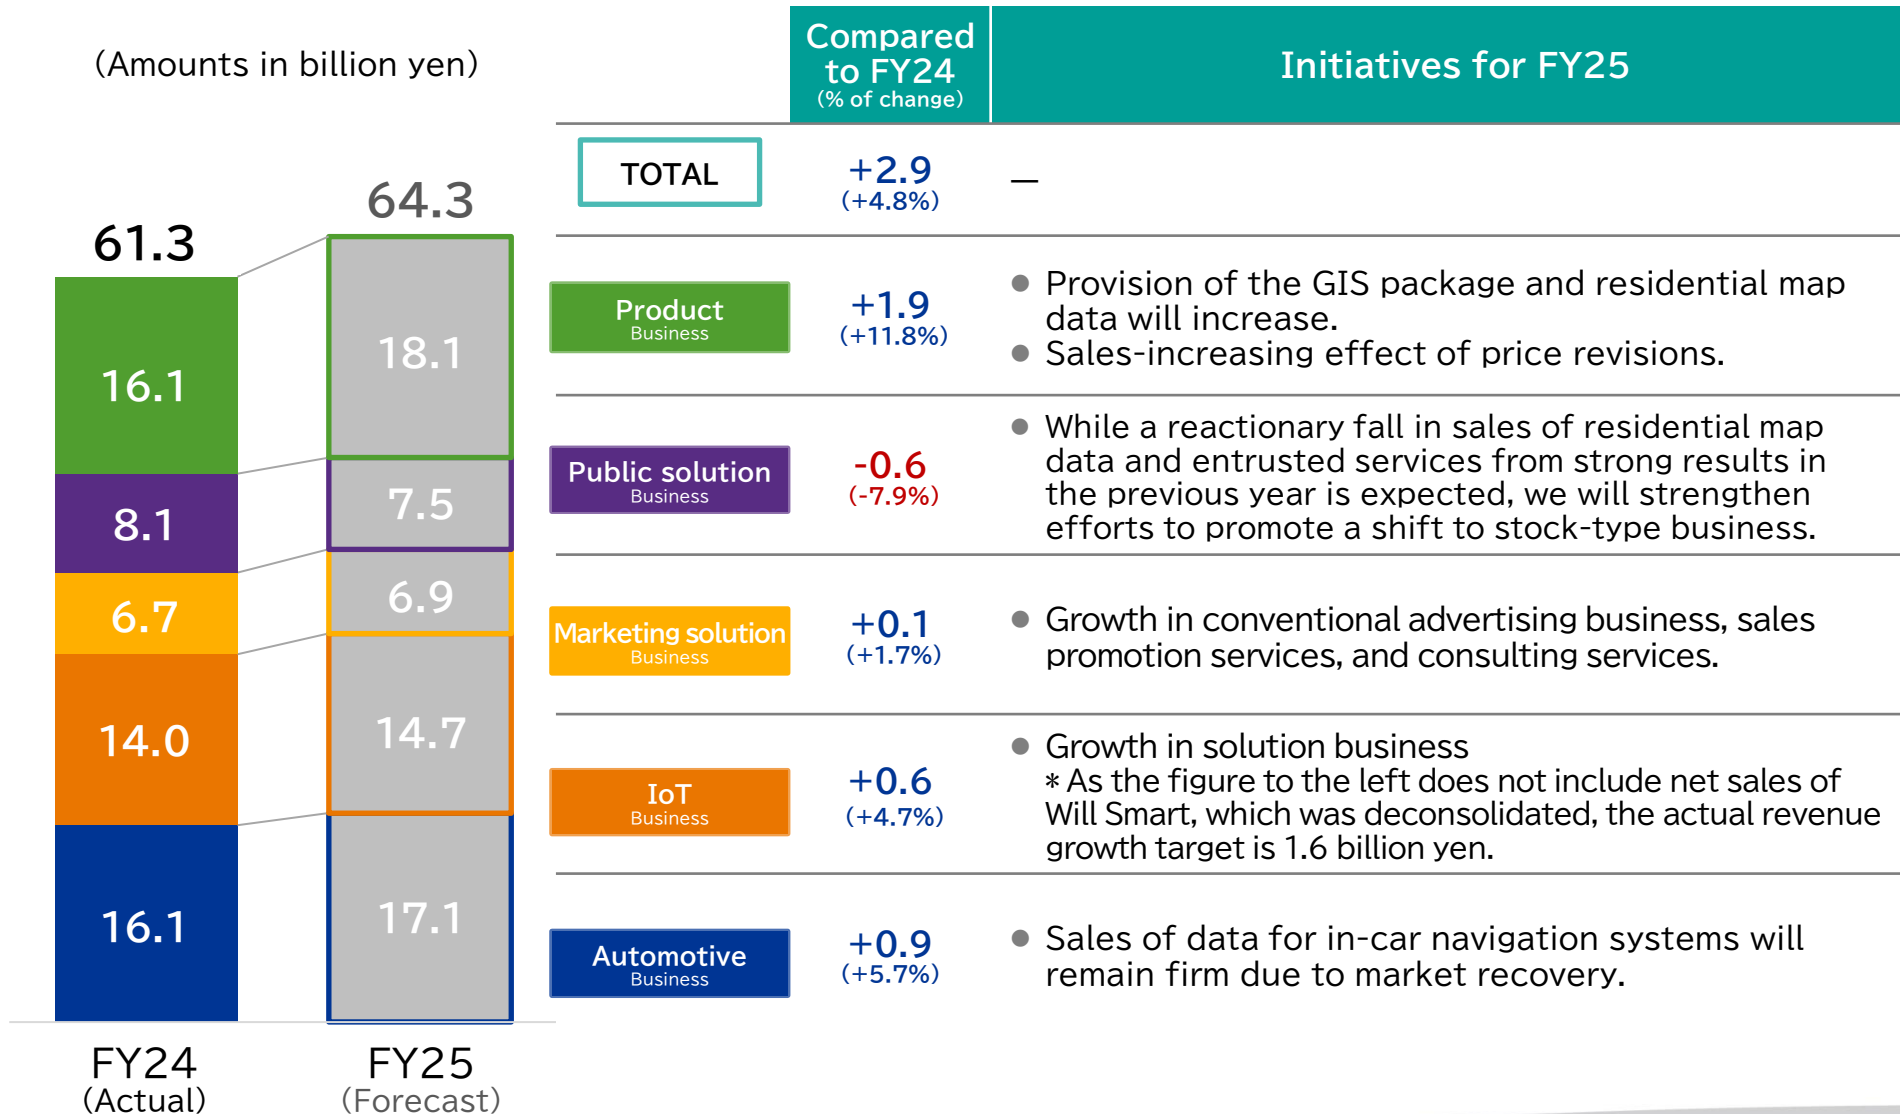 (Amounts in billion yen)
Compared
to FY24
(% of change)
Initiatives for FY25
61.3
16.1
8.1
6.7
14.0
16.1
FY24
(Actual)
64.3
18.1
7.5
6.9
14.7
17.1
FY25
(Forecast)
TOTAL
+2.9
(+4.8%)
—
Product
Business
+1.9
(+11.8%)
● Provision of the GIS package and residential map
data will increase.
● Sales-increasing effect of price revisions.
Public solution
Business
-0.6
(-7.9%)
● While a reactionary fall in sales of residential map
data and entrusted services from strong results in
the previous year is expected, we will strengthen
efforts to promote a shift to stock-type business.
Marketing solution
Business
+0.1
(+1.7%)
● Growth in conventional advertising business, sales
promotion services, and consulting services.
IoT
Business
+0.6
(+4.7%)
● Growth in solution business
* As the figure to the left does not include net sales of
Will Smart, which was deconsolidated, the actual revenue
growth target is 1.6 billion yen.
Automotive
Business
+0.9
(+5.7%)
● Sales of data for in-car navigation systems will
remain firm due to market recovery.